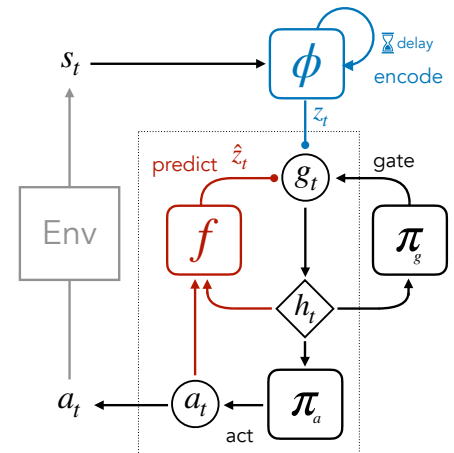 s_t
ϕ
delay
encode
z_t
predict
ẑ_t
g_t
gate
Env
f
π_g
h_t
a_t
a_t
π_a
act